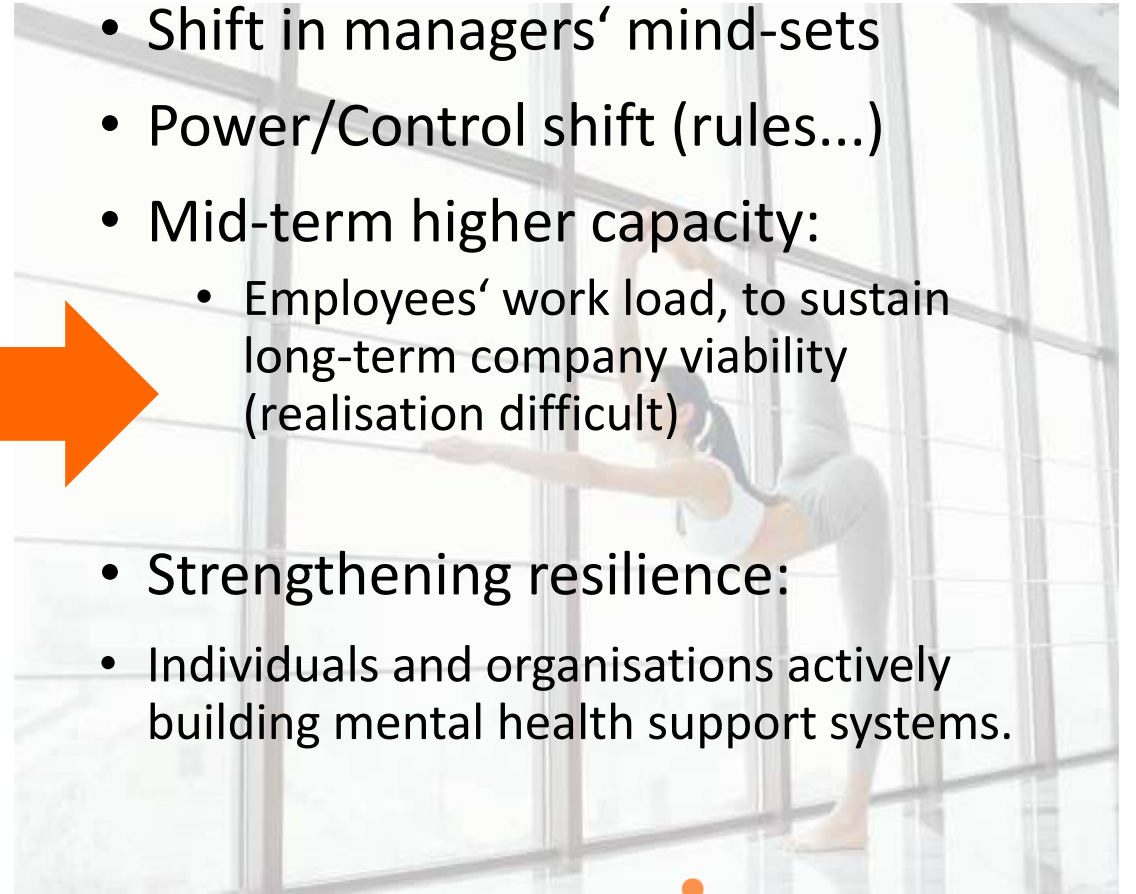 • Shift in managers‘ mind-sets
• Power/Control shift (rules...)
• Mid-term higher capacity:
• Employees‘ work load, to sustain
long-term company viability
(realisation difficult)
• Strengthening resilience:
• Individuals and organisations actively
building mental health support systems.